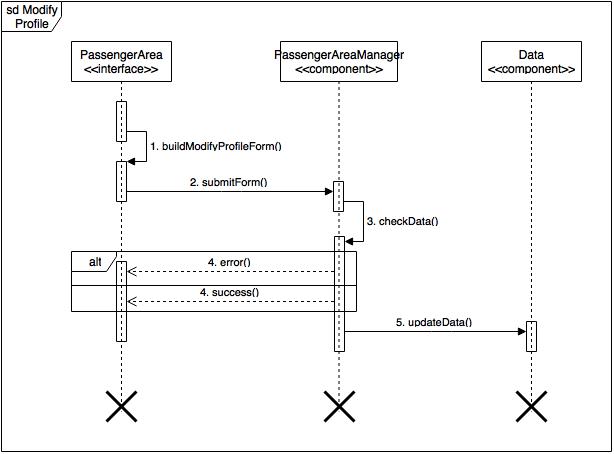 sd Modify
Profile
PassengerArea
<<interface>>
PassengerAreaManager
<<component>>
Data
<<component>>
1. buildModifyProfileForm()
2. submitForm()
3. checkData()
alt
4. error()
4. success()
5. updateData()